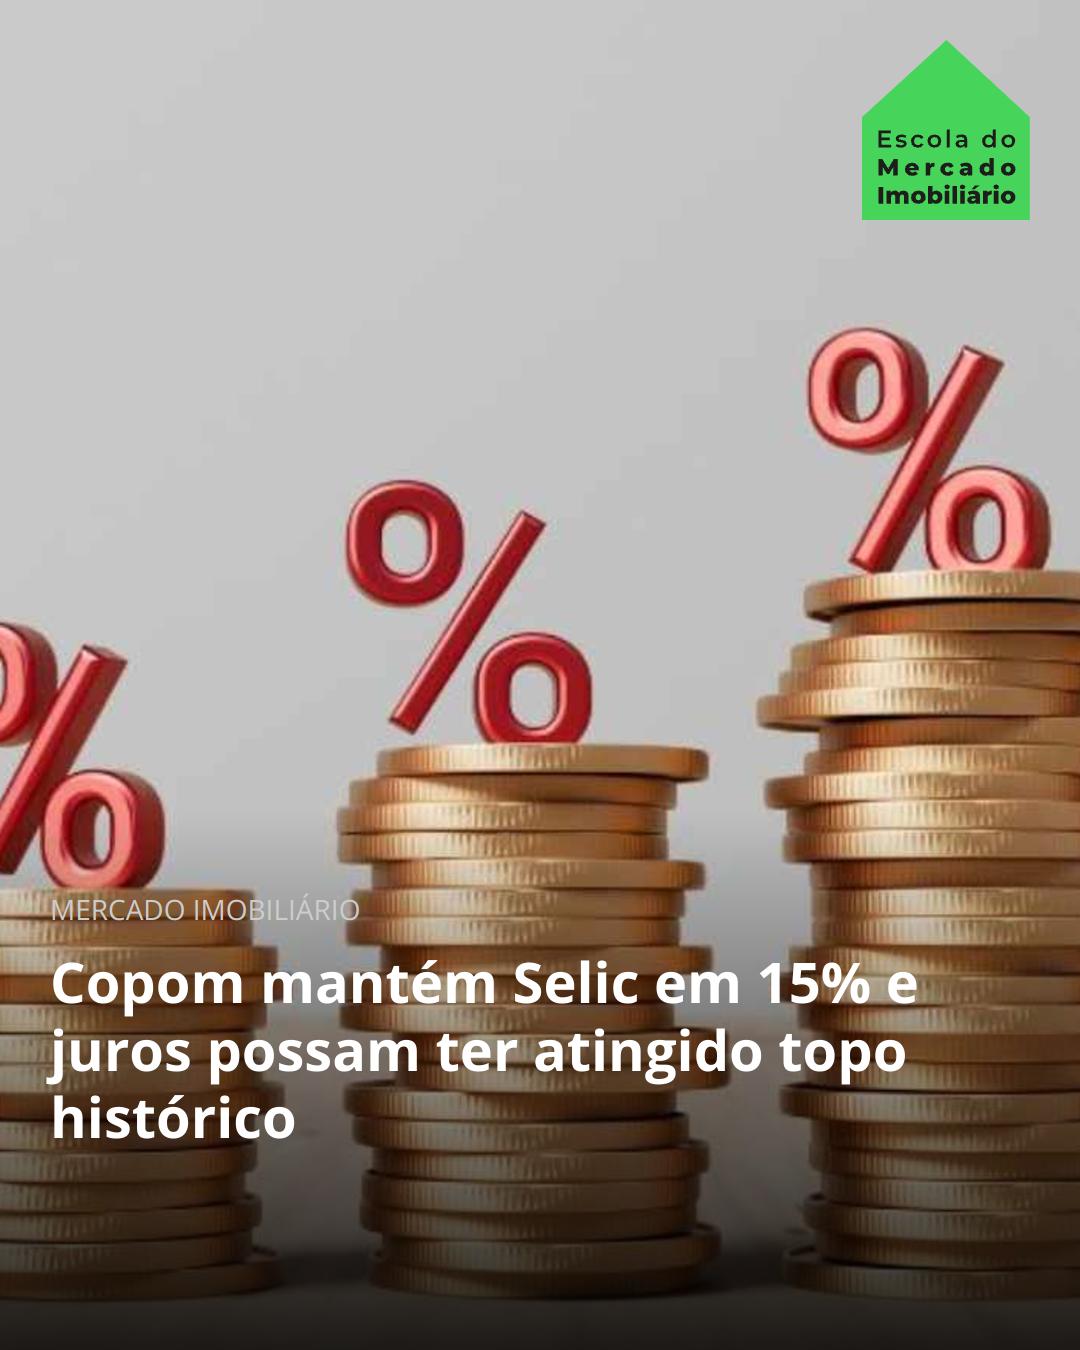 Escola do
Mercado
Imobiliário
MERCADO IMOBILIÁRIO
Copom mantém Selic em 15% e
juros possam ter atingido topo
histórico